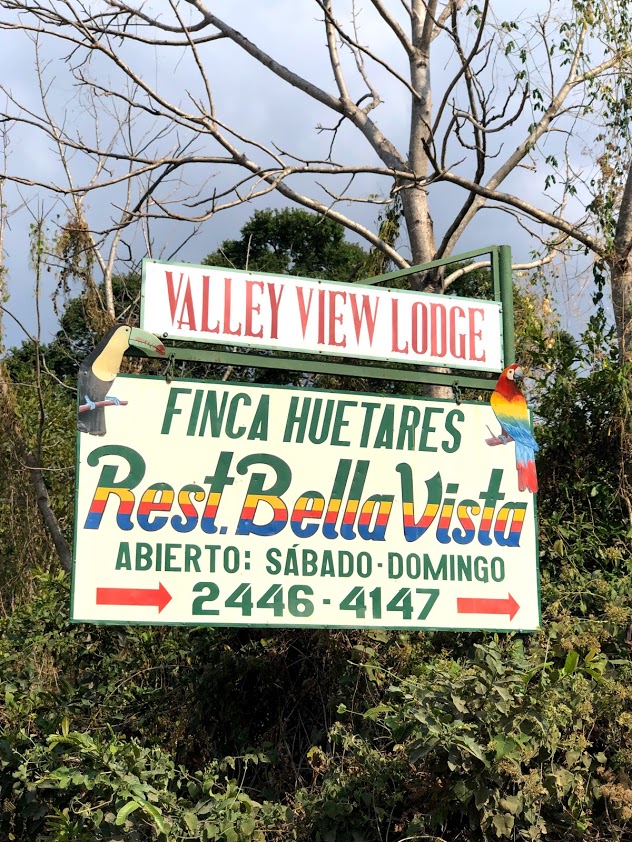 VALLEY VIEW LODGE
FINCA HUETARES
Rest. Bella Vista
ABIERTO: SÁBADO · DOMINGO
2446 - 4147